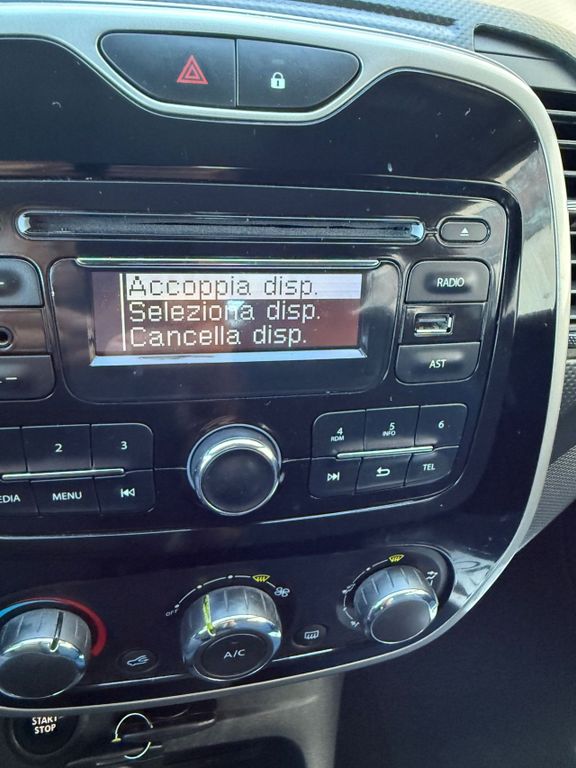 Accoppia disp.
Seleziona disp.
Cancella disp.
RADIO
AST
2
3
4
RDM
5
INFO
6
MENU
TEL
OFF
A/C
START
STOP